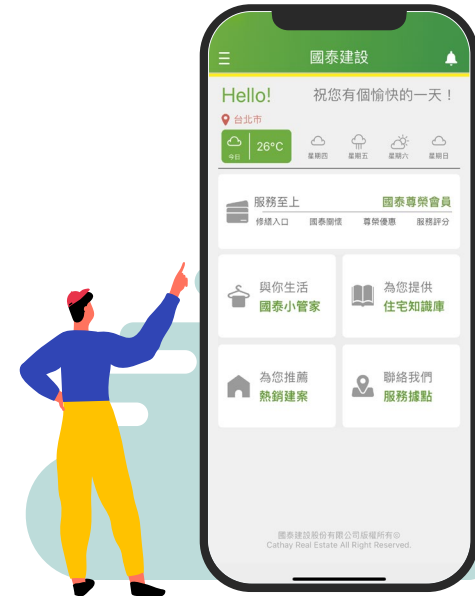 國泰建設
Hello! 祝您有個愉快的一天！
台北市
26°C
今日 星期四 星期五 星期六 星期日
服務至上 國泰尊榮會員
修繕入口 國泰關懷 尊榮優惠 服務評分
與你生活
國泰小管家
為您提供
住宅知識庫
為您推薦
熱銷建案
聯絡我們
服務據點
國泰建設股份有限公司版權所有©
Cathay Real Estate All Right Reserved.